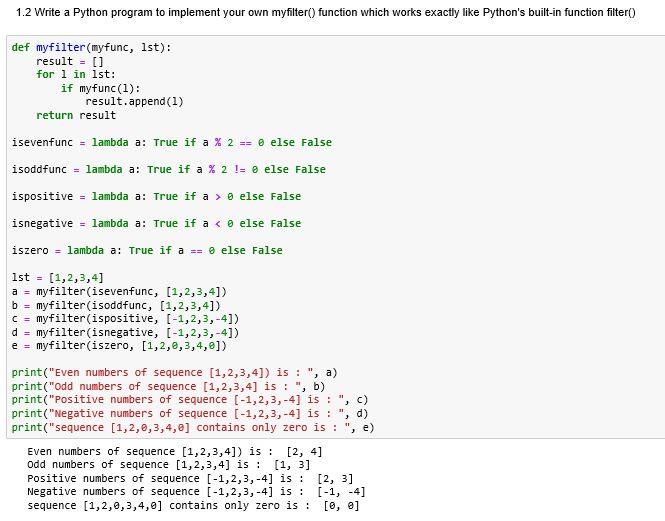 1.2 Write a Python program to implement your own myfilter() function which works exactly like Python's built-in function filter()
def myfilter(myfunc, lst):
    result = []
    for l in lst:
        if myfunc(l):
            result.append(l)
    return result
isevenfunc = lambda a: True if a % 2 == 0 else False
isoddfunc = lambda a: True if a % 2 != 0 else False
ispositive = lambda a: True if a > 0 else False
isnegative = lambda a: True if a < 0 else False
iszero = lambda a: True if a == 0 else False
lst = [1,2,3,4]
a = myfilter(isevenfunc, [1,2,3,4])
b = myfilter(isoddfunc, [1,2,3,4])
c = myfilter(ispositive, [-1,2,3,-4])
d = myfilter(isnegative, [-1,2,3,-4])
e = myfilter(iszero, [1,2,0,3,4,0])
print("Even numbers of sequence [1,2,3,4]) is : ", a)
print("Odd numbers of sequence [1,2,3,4] is : ", b)
print("Positive numbers of sequence [-1,2,3,-4] is : ", c)
print("Negative numbers of sequence [-1,2,3,-4] is : ", d)
print("sequence [1,2,0,3,4,0] contains only zero is : ", e)
Even numbers of sequence [1,2,3,4]) is :  [2, 4]
Odd numbers of sequence [1,2,3,4] is :  [1, 3]
Positive numbers of sequence [-1,2,3,-4] is :  [2, 3]
Negative numbers of sequence [-1,2,3,-4] is :  [-1, -4]
sequence [1,2,0,3,4,0] contains only zero is :  [0, 0]